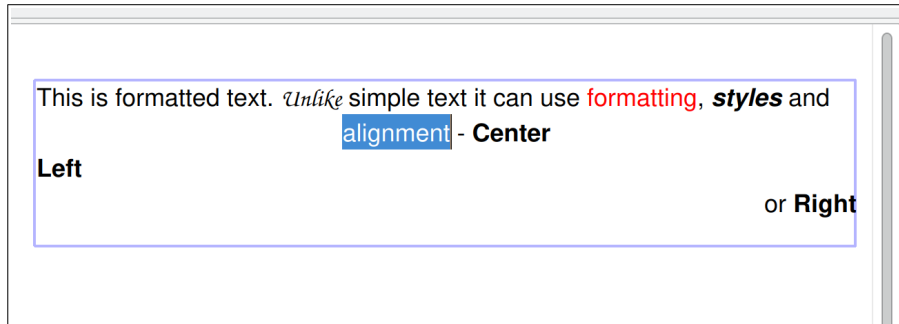 This is formatted text. Unlike simple text it can use formatting, styles and
alignment - Center
Left
or Right